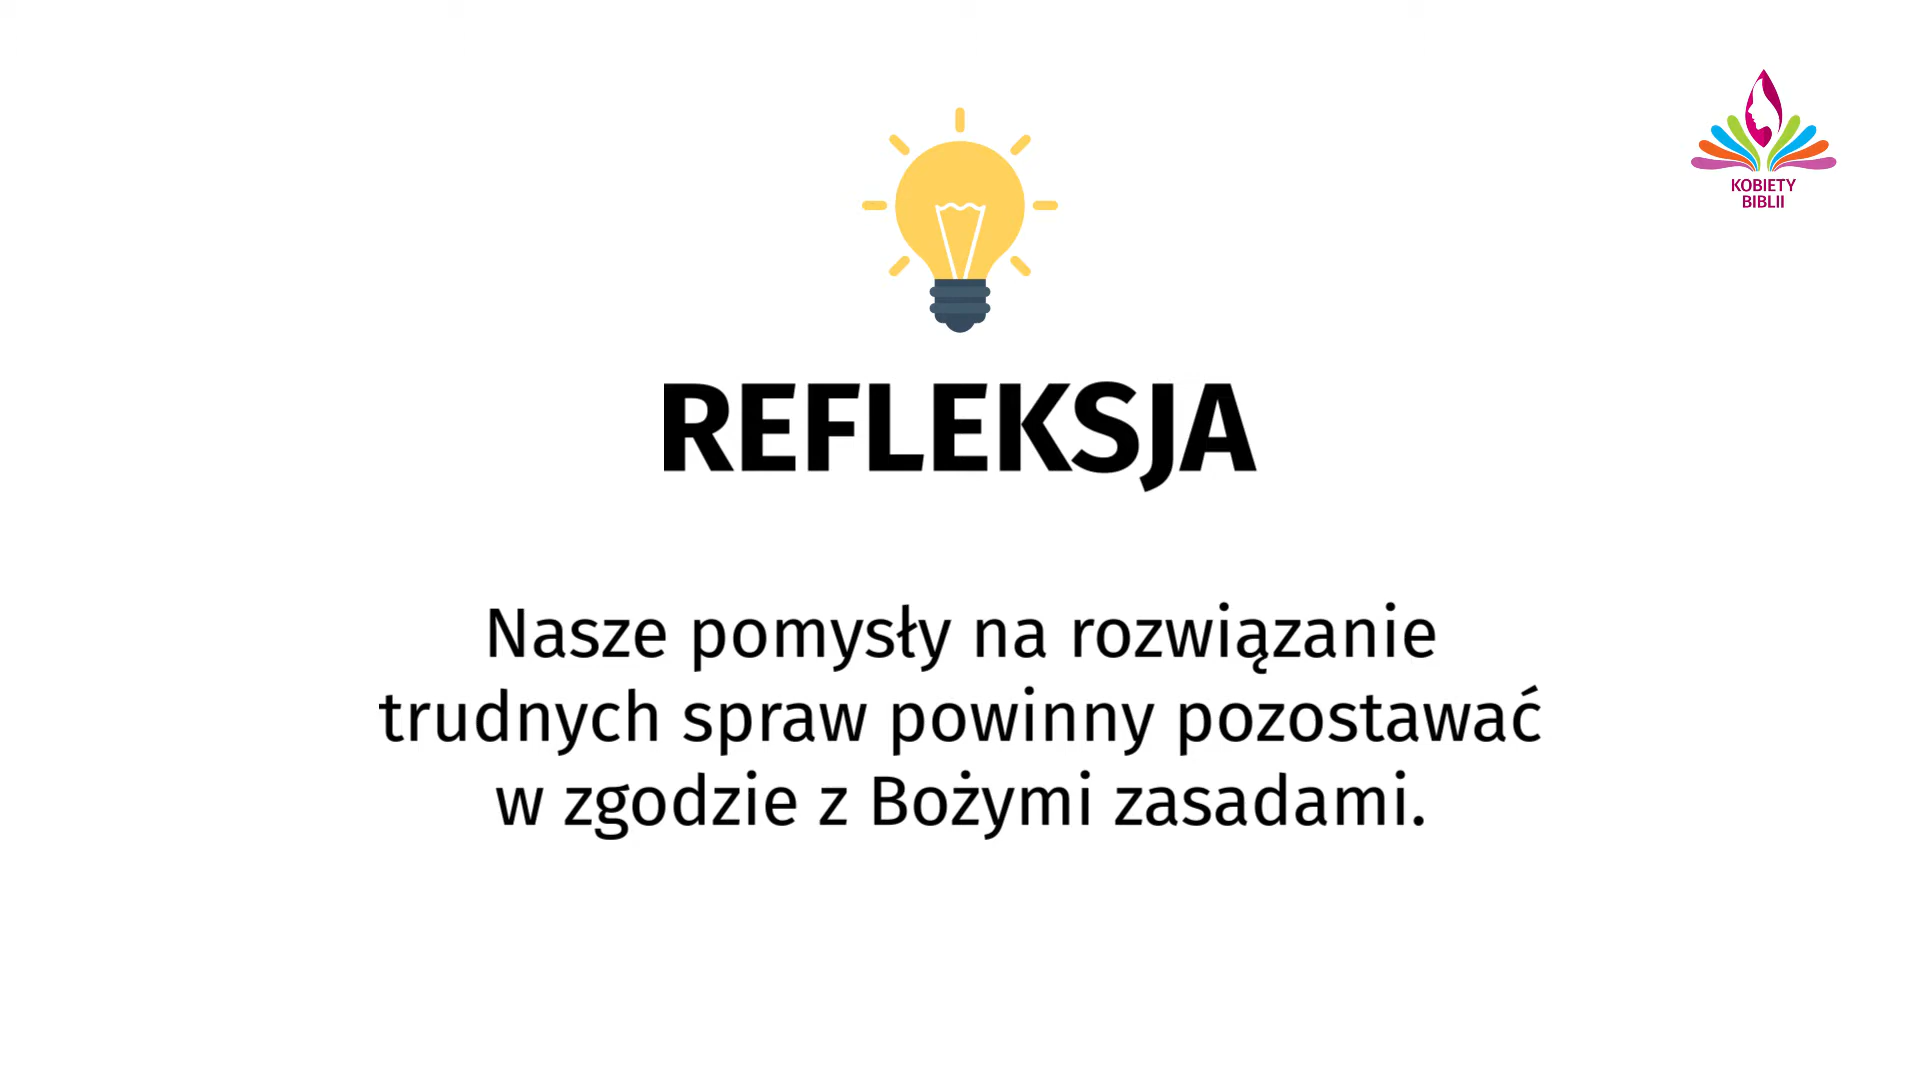 KOBIETY
BIBLII
REFLEKSJA
Nasze pomysły na rozwiązanie
trudnych spraw powinny pozostawać
w zgodzie z Bożymi zasadami.